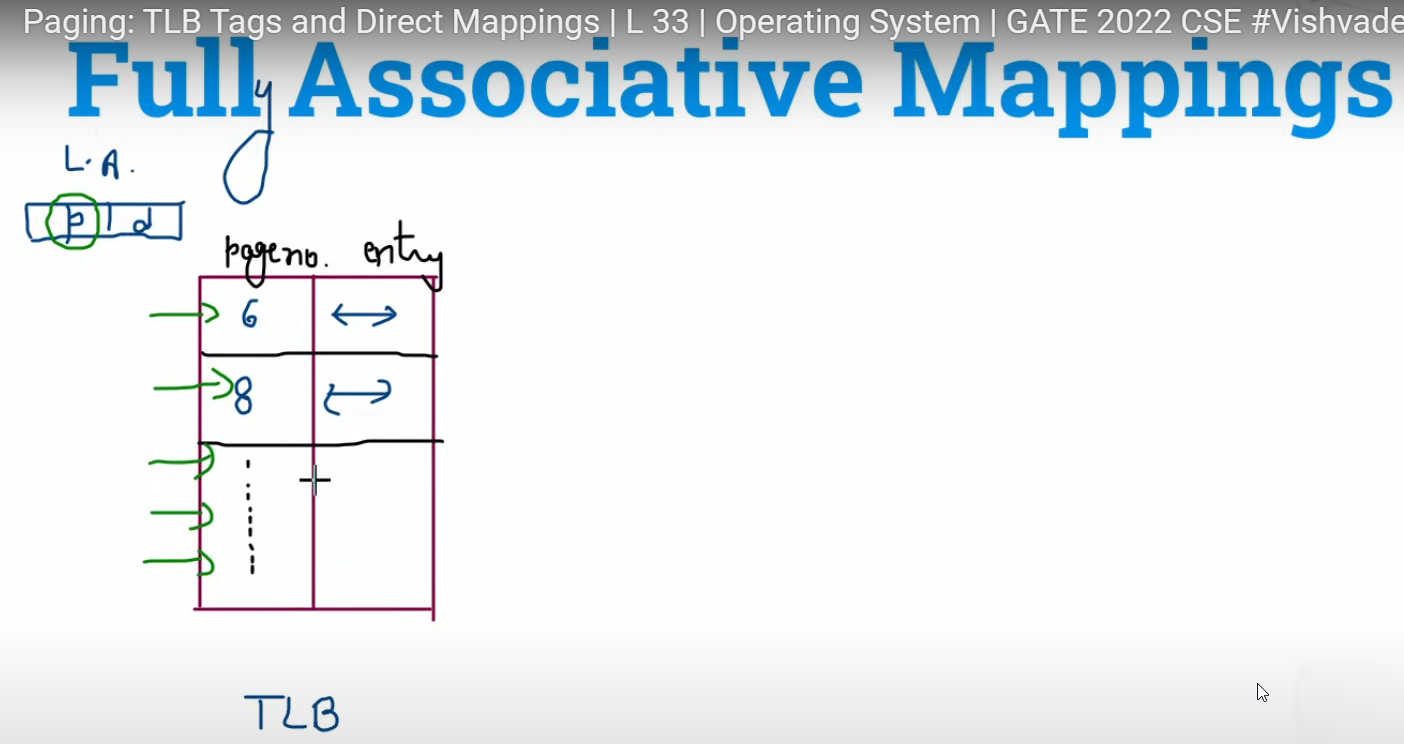 Paging: TLB Tags and Direct Mappings | L 33 | Operating System | GATE 2022 CSE #Vishvade
Fully Associative Mappings
L.A.
p d
page no. entry
6
8
TLB